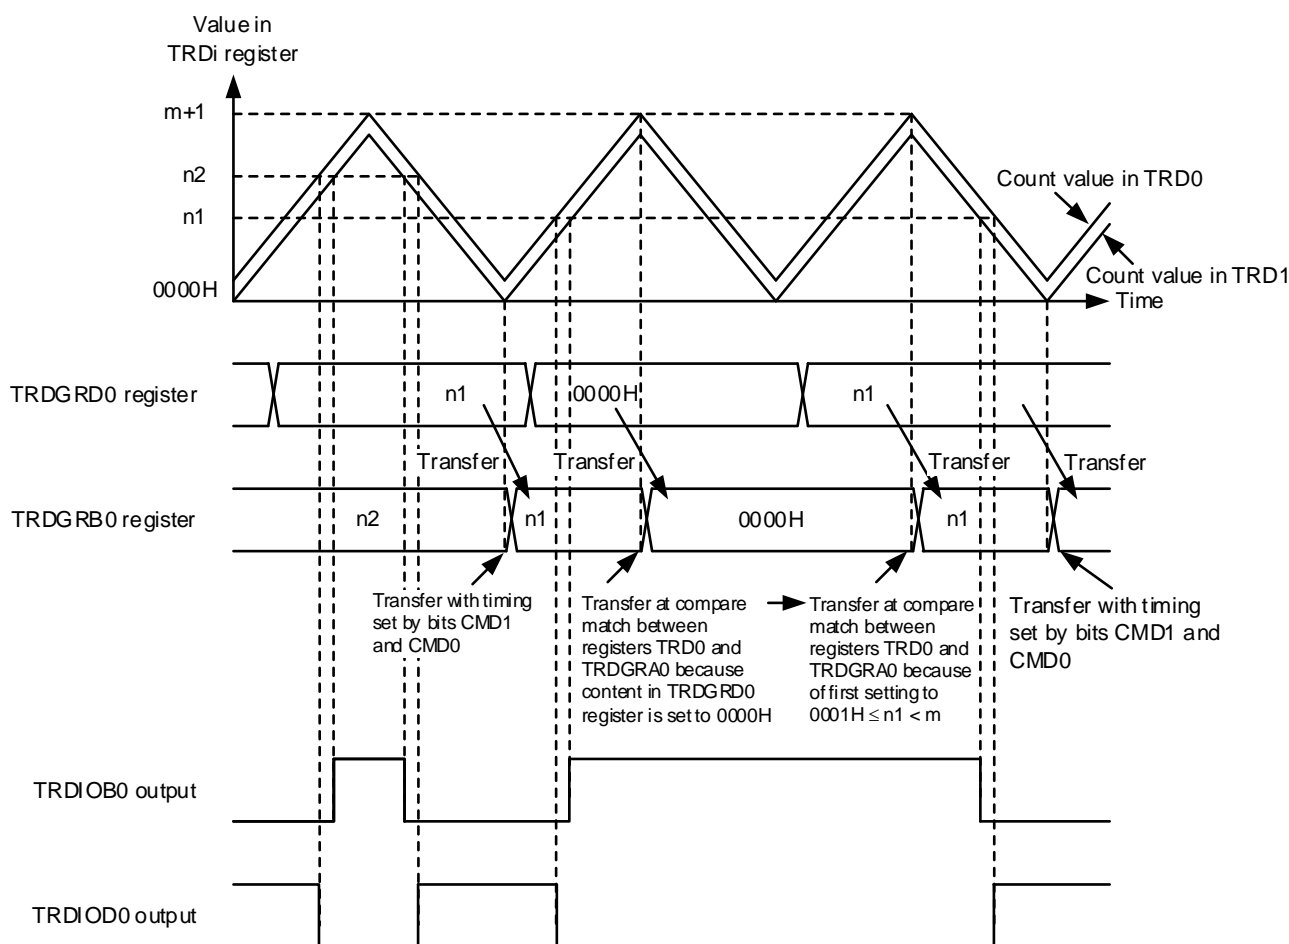 Value in
TRDi register
m+1
n2
n1
0000H
Count value in TRD0
Count value in TRD1
Time
TRDGRD0 register
n1
0000H
n1
Transfer
Transfer
Transfer
Transfer
TRDGRB0 register
n2
n1
0000H
n1
Transfer with timing
set by bits CMD1
and CMD0
Transfer at compare
match between
registers TRD0 and
TRDGRA0 because
content in TRDGRD0
register is set to 0000H
Transfer at compare
match between
registers TRD0 and
TRDGRA0 because
of first setting to
0001H ≤ n1 < m
Transfer with timing
set by bits CMD1 and
CMD0
TRDIOB0 output
TRDIOD0 output